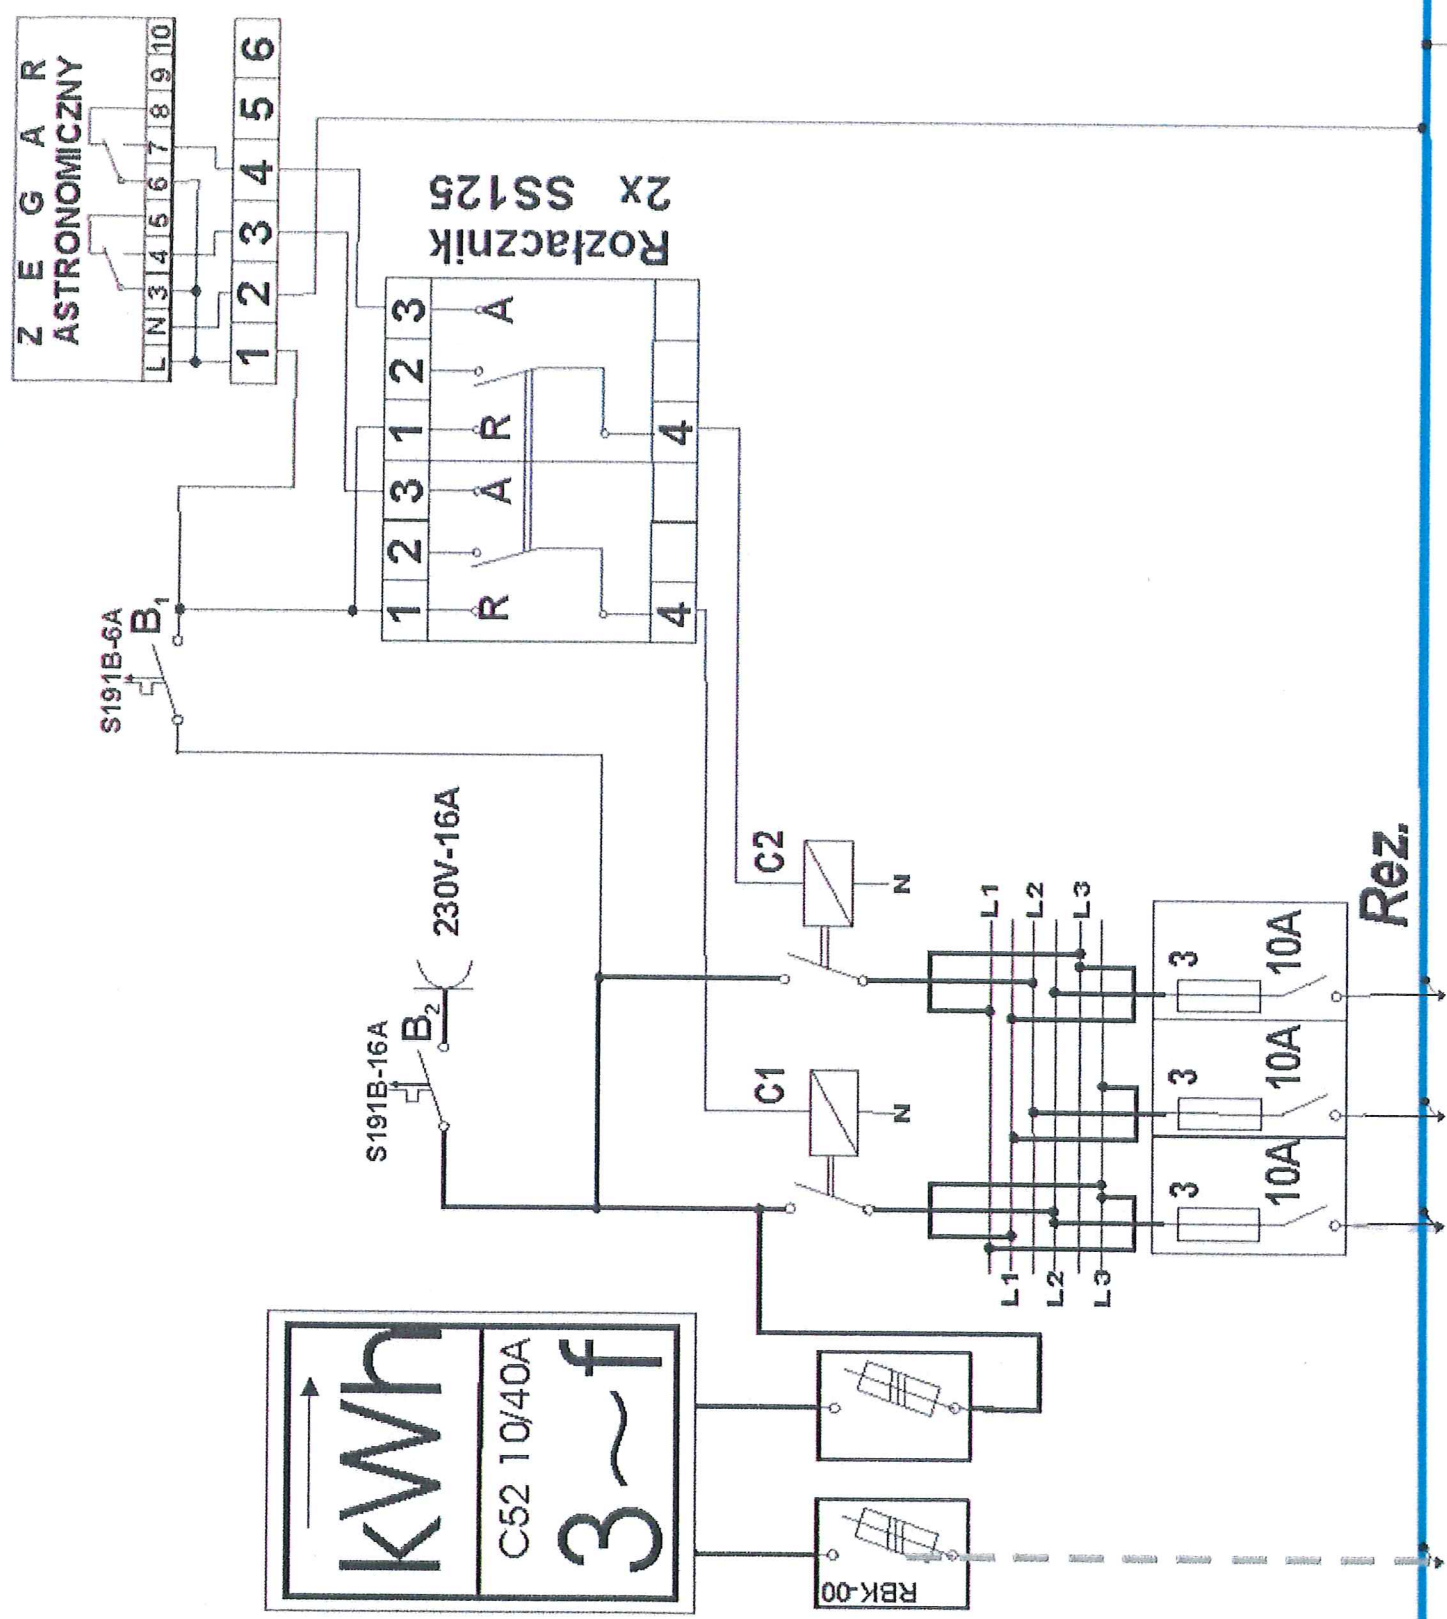 Z E G A R
ASTRONOMICZNY
L N 3 4 5 6 7 8 9 10
1 2 3 4 5 6
Rozłacznik
2x SS125
1 2 3 1 2 3
R A R A
4 4
S191B-6A
B1
S191B-16A
B2
230V-16A
C1
C2
N
N
L1
L2
L3
L1
L2
L3
3
10A
3
10A
3
10A
Rez.
kWh
C52 10/40A
3~f
RBK-00